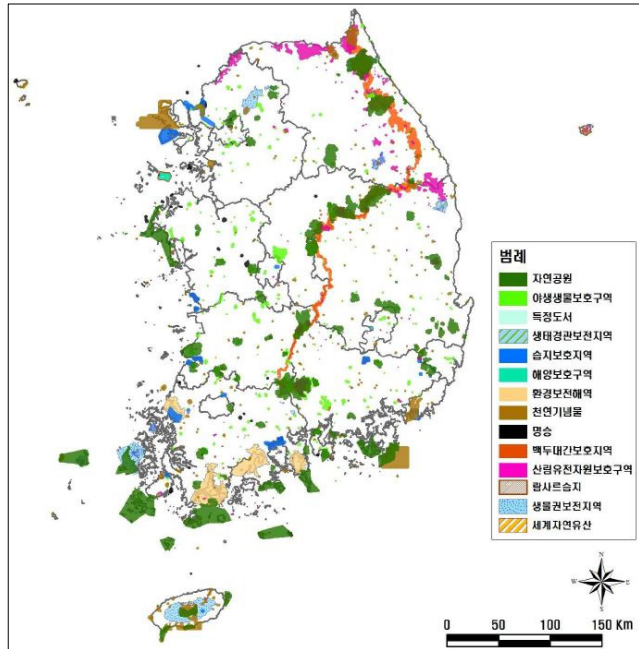 범례
자연공원
야생생물보호구역
특정도서
생태경관보전지역
습지보호지역
해양보호구역
환경보전해역
천연기념물
명승
백두대간보호지역
산림유전자원보호구역
람사르습지
생물권보전지역
세계자연유산
N
W E
S
0 50 100 150 Km